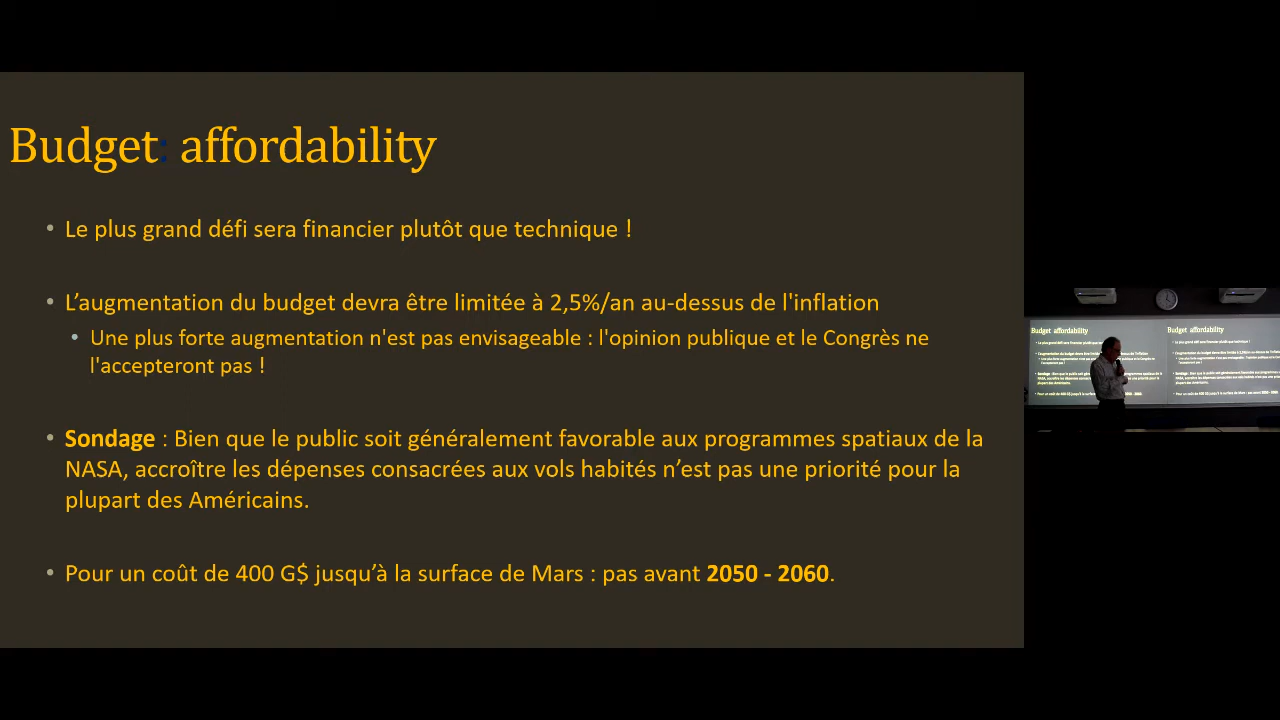 Budget: affordability
• Le plus grand défi sera financier plutôt que technique !
• L’augmentation du budget devra être limitée à 2,5%/an au-dessus de l'inflation
• Une plus forte augmentation n'est pas envisageable : l'opinion publique et le Congrès ne
l'accepteront pas !
• Sondage : Bien que le public soit généralement favorable aux programmes spatiaux de la
NASA, accroître les dépenses consacrées aux vols habités n’est pas une priorité pour la
plupart des Américains.
• Pour un coût de 400 G$ jusqu’à la surface de Mars : pas avant 2050 - 2060.
Budget affordability
Budget affordability